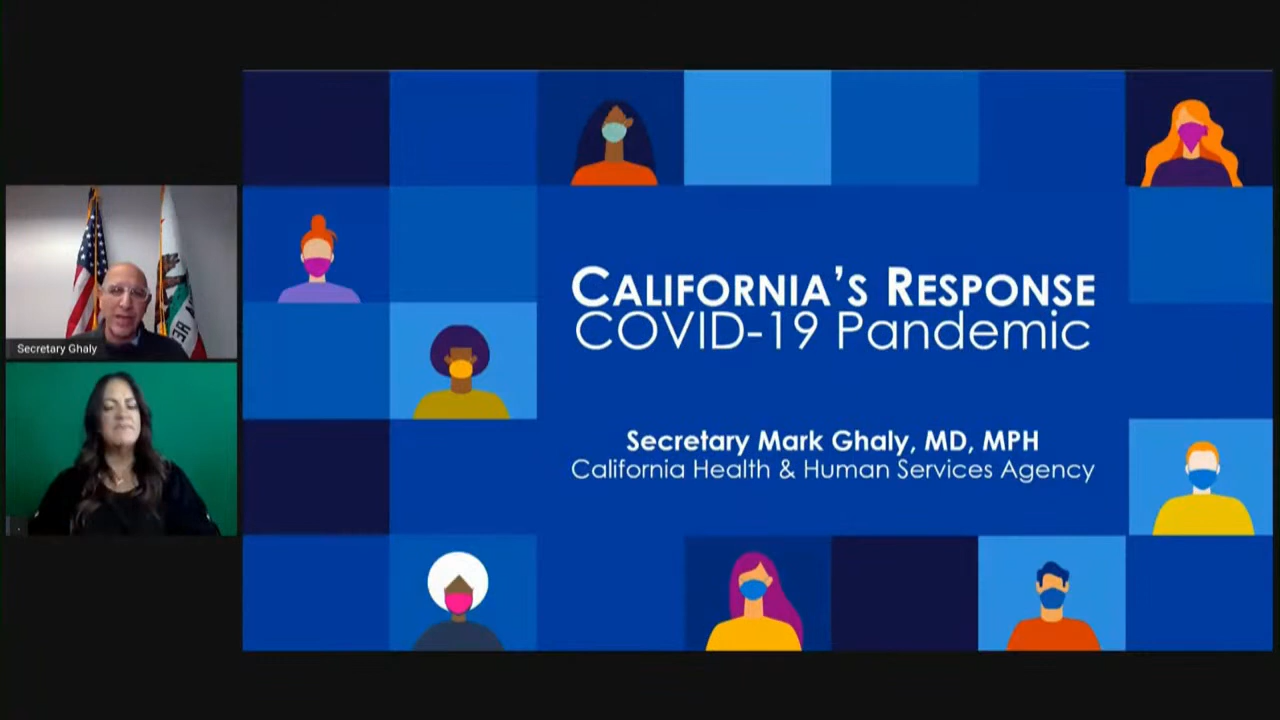 CALIFORNIA'S RESPONSE
COVID-19 Pandemic
Secretary Mark Ghaly, MD, MPH
California Health & Human Services Agency
Secretary Ghaly